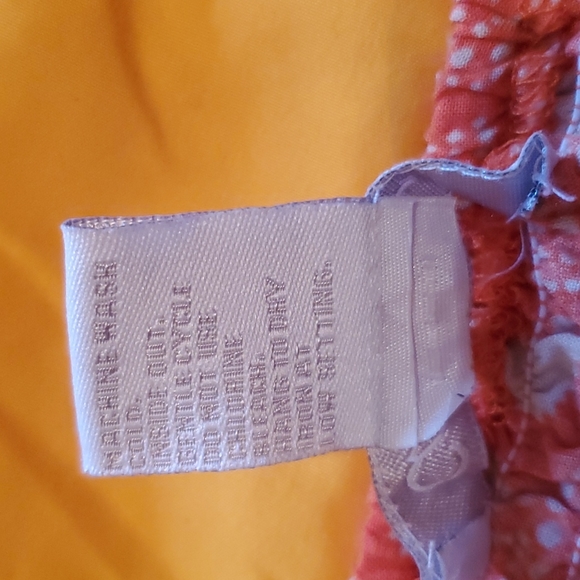 MACHINE WASH
COLD.
INSIDE OUT.
GENTLE CYCLE
DO NOT USE
CHLORINE
BLEACH.
HANG TO DRY
IRON AT
LOW SETTING.